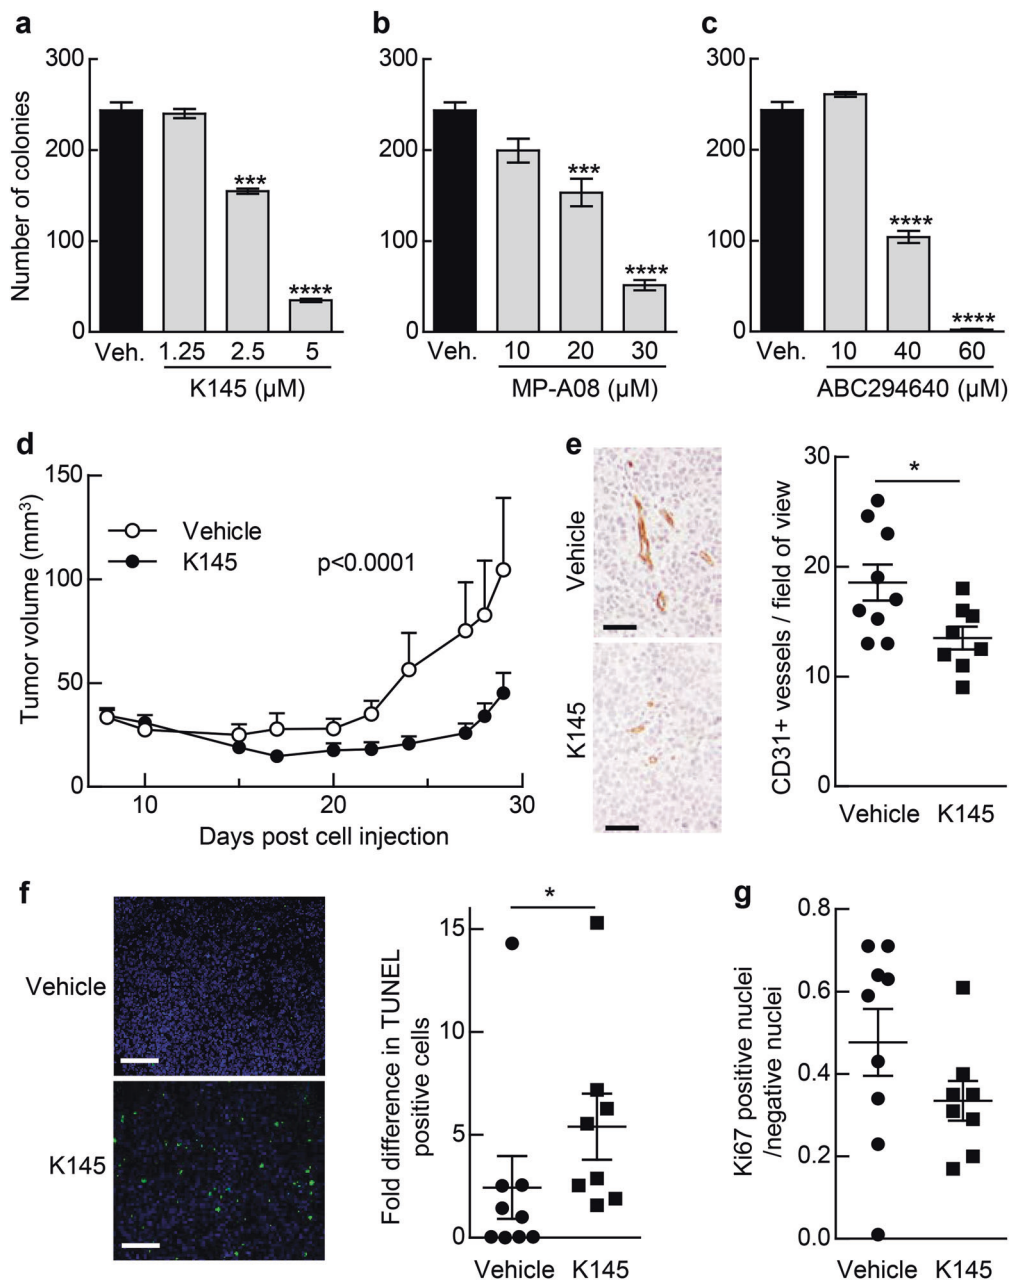 a
Number of colonies
300
200
100
0
***
****
Veh. 1.25 2.5 5
K145 (µM)
b
300
200
100
0
***
****
Veh. 10 20 30
MP-A08 (µM)
c
300
200
100
0
****
****
Veh. 10 40 60
ABC294640 (µM)
d
Tumor volume (mm³)
150
100
50
0
Vehicle
K145
p<0.0001
10 20 30
Days post cell injection
e
Vehicle
K145
CD31+ vessels / field of view
30
20
10
0
*
Vehicle K145
f
Vehicle
K145
Fold difference in TUNEL
positive cells
15
10
5
0
*
Vehicle K145
g
Ki67 positive nuclei
/negative nuclei
0.8
0.6
0.4
0.2
0.0
Vehicle K145